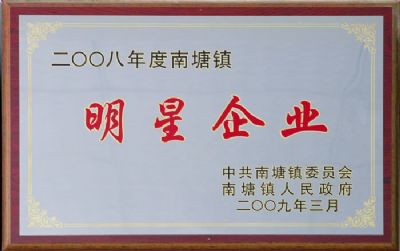 二〇〇八年度南塘镇
明星企业
中共南塘镇委员会
南塘镇人民政府
二〇〇九年三月